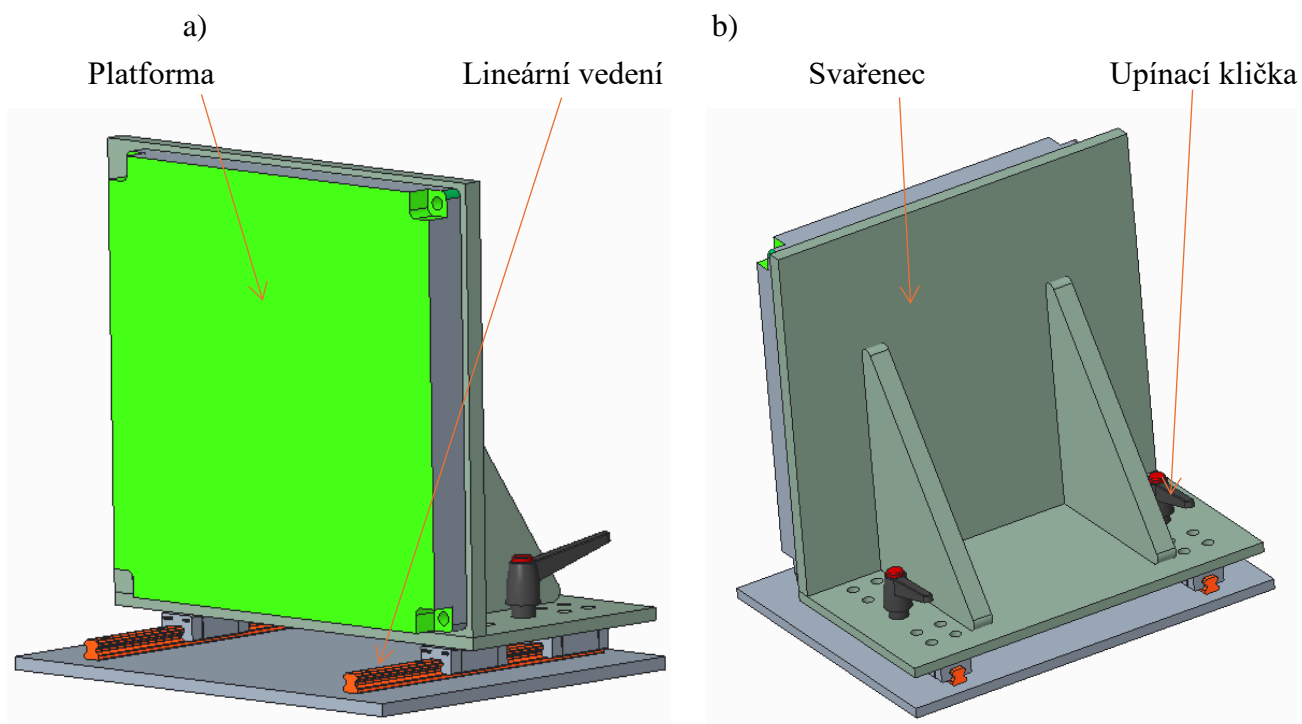 a)
b)
Platforma
Lineární vedení
Svařenec
Upínací klička